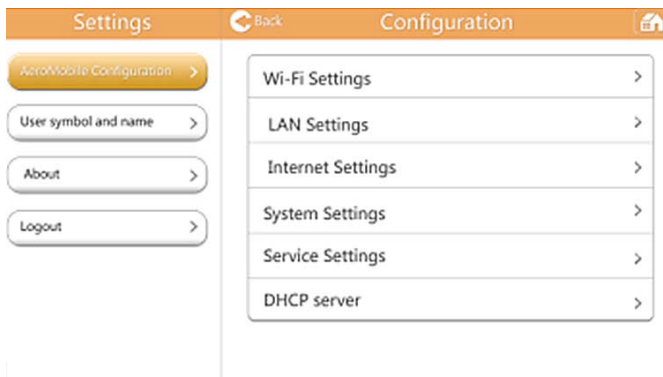 Settings
AeroMobile Configuration
User symbol and name
About
Logout
Back
Configuration
Wi-Fi Settings
LAN Settings
Internet Settings
System Settings
Service Settings
DHCP server